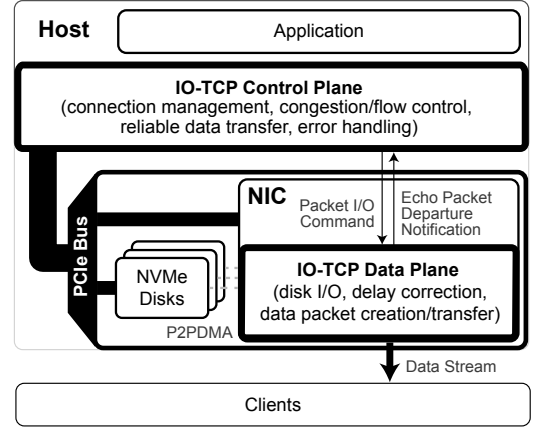 Host
Application
IO-TCP Control Plane
(connection management, congestion/flow control,
reliable data transfer, error handling)
PCIe Bus
NIC
Packet I/O
Command
Echo Packet
Departure
Notification
NVMe
Disks
P2PDMA
IO-TCP Data Plane
(disk I/O, delay correction,
data packet creation/transfer)
Data Stream
Clients